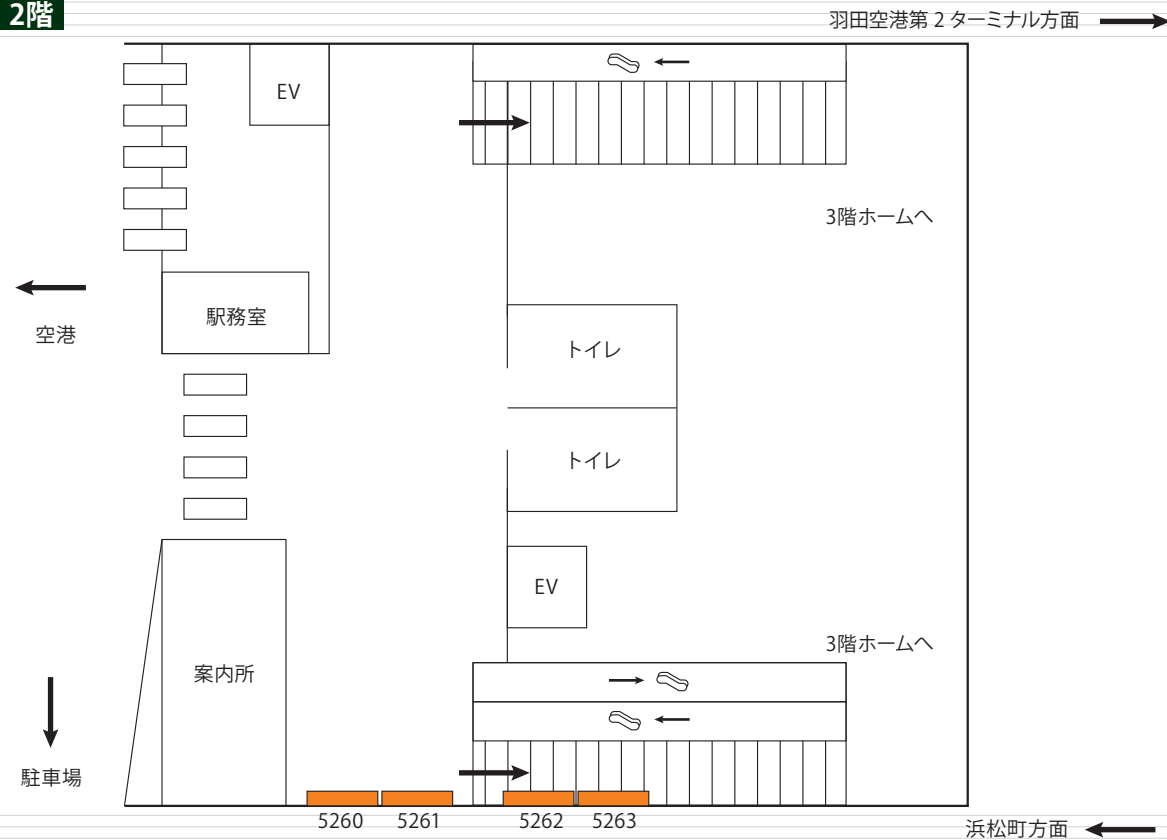 2階
羽田空港第2ターミナル方面
EV
3階ホームへ
駅務室
空港
トイレ
トイレ
EV
3階ホームへ
案内所
駐車場
5260 5261 5262 5263
浜松町方面